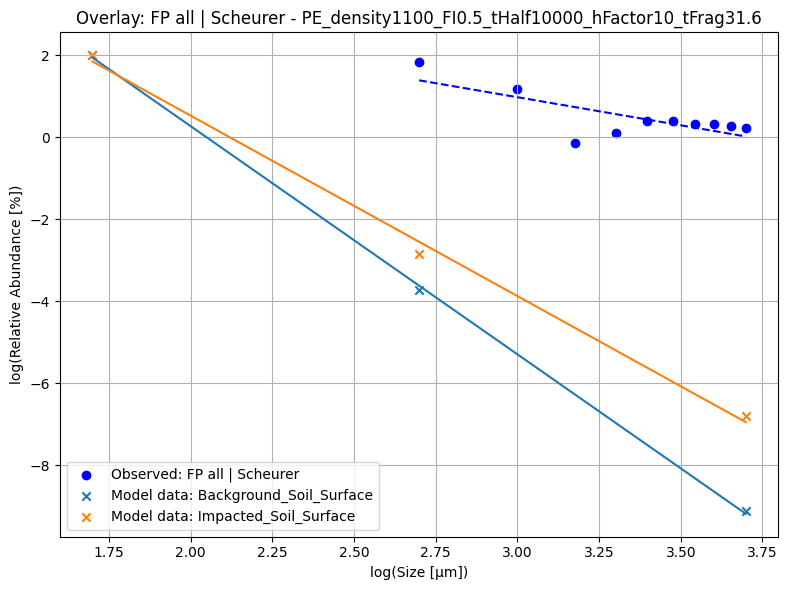 Overlay: FP all | Scheurer - PE_density1100_FI0.5_tHalf10000_hFactor10_tFrag31.6
log(Relative Abundance [%])
2
0
−2
−4
−6
−8
Observed: FP all | Scheurer
Model data: Background_Soil_Surface
Model data: Impacted_Soil_Surface
1.75 2.00 2.25 2.50 2.75 3.00 3.25 3.50 3.75
log(Size [μm])